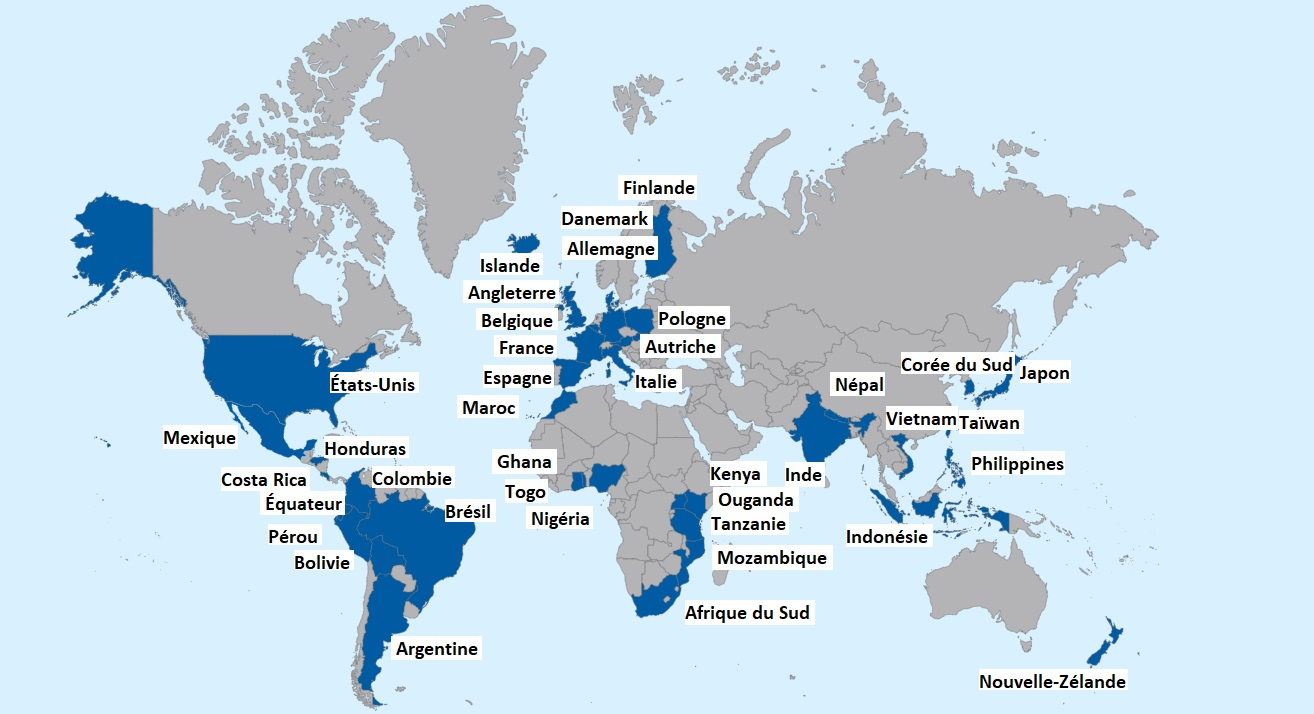 Finlande
Danemark
Allemagne
Islande
Angleterre
Belgique
Pologne
France
Autriche
Espagne
Italie
Maroc
États-Unis
Mexique
Honduras
Costa Rica
Colombie
Équateur
Brésil
Pérou
Bolivie
Argentine
Ghana
Togo
Nigéria
Kenya
Ouganda
Tanzanie
Mozambique
Afrique du Sud
Corée du Sud
Japon
Népal
Vietnam
Taïwan
Inde
Philippines
Indonésie
Nouvelle-Zélande